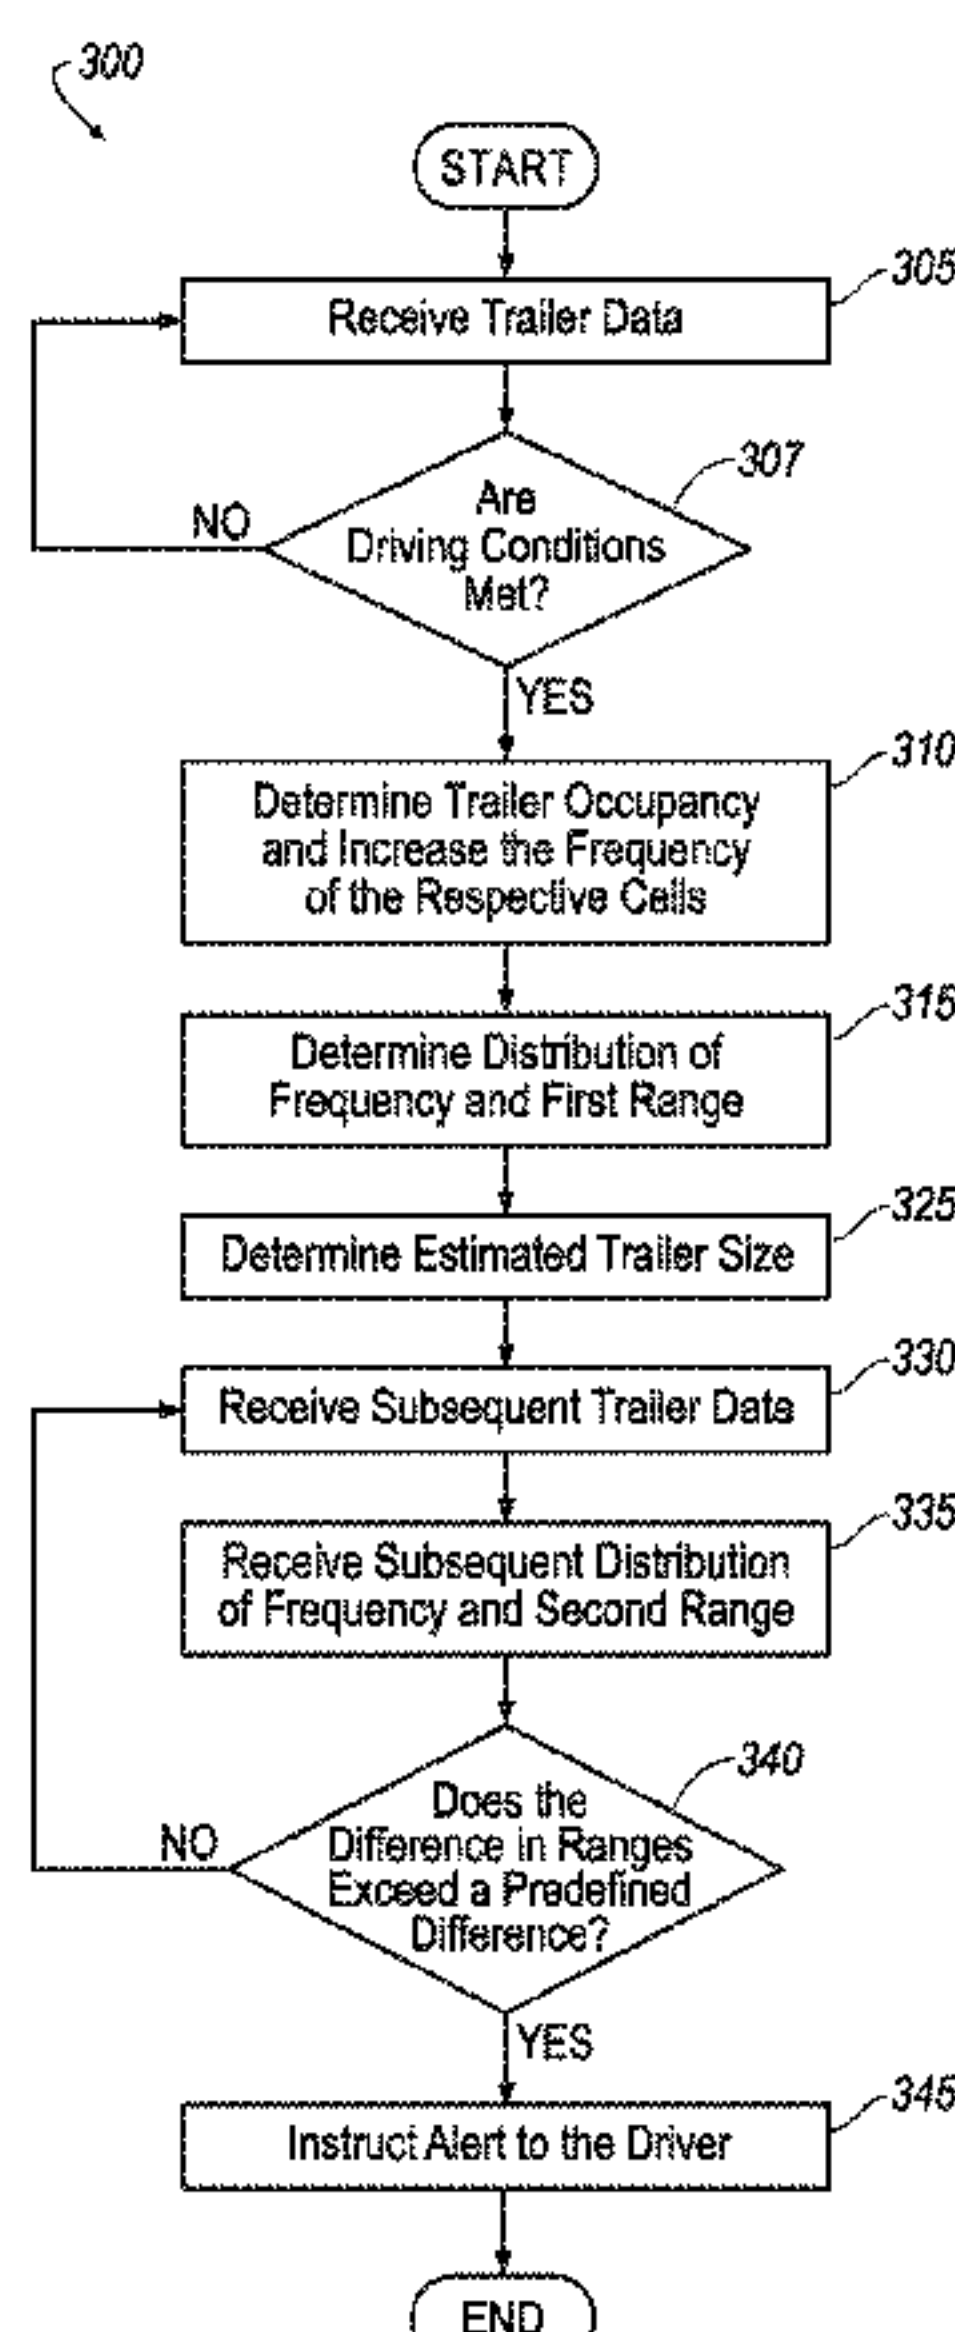 300
START
305
Receive Trailer Data
307
Are
Driving Conditions
Met?
NO
YES
310
Determine Trailer Occupancy
and Increase the Frequency
of the Respective Cells
315
Determine Distribution of
Frequency and First Range
325
Determine Estimated Trailer Size
330
Receive Subsequent Trailer Data
335
Receive Subsequent Distribution
of Frequency and Second Range
340
Does the
Difference in Ranges
Exceed a Predefined
Difference?
NO
YES
345
Instruct Alert to the Driver
END